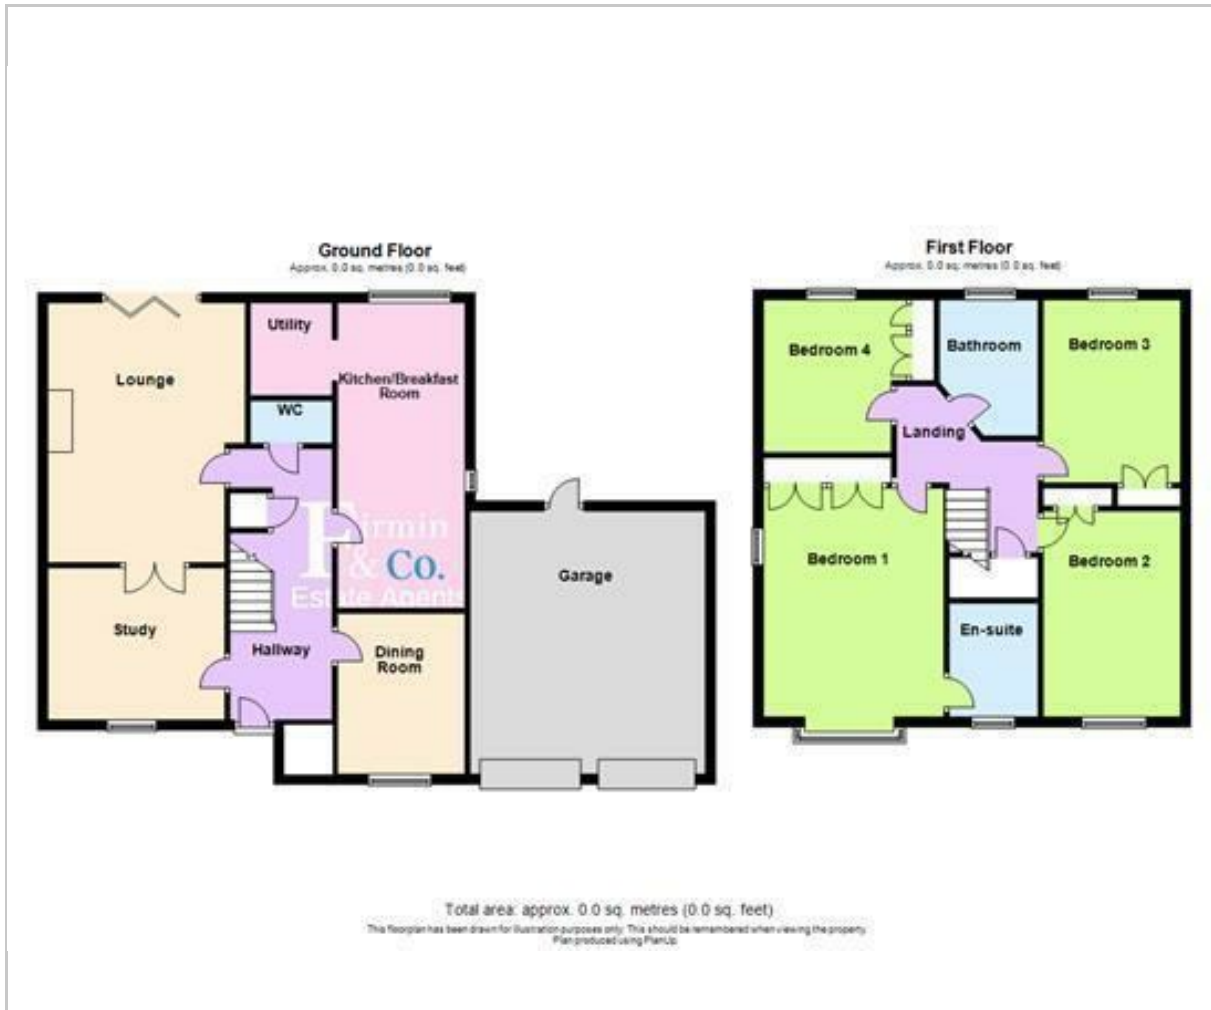 Ground Floor
Approx. 0.0 sq. metres (0.0 sq. feet)
Utility
Lounge
Kitchen/Breakfast
Room
WC
Firmin
& Co.
Estate Agents
Garage
Study
Hallway
Dining
Room
First Floor
Approx. 0.0 sq. metres (0.0 sq. feet)
Bedroom 4
Bathroom
Bedroom 3
Landing
Bedroom 1
Bedroom 2
En-suite
Total area: approx. 0.0 sq. metres (0.0 sq. feet)
This floorplan has been drawn for illustration purposes only. This should be remembered when viewing the property.
Plan produced using PlanUp.